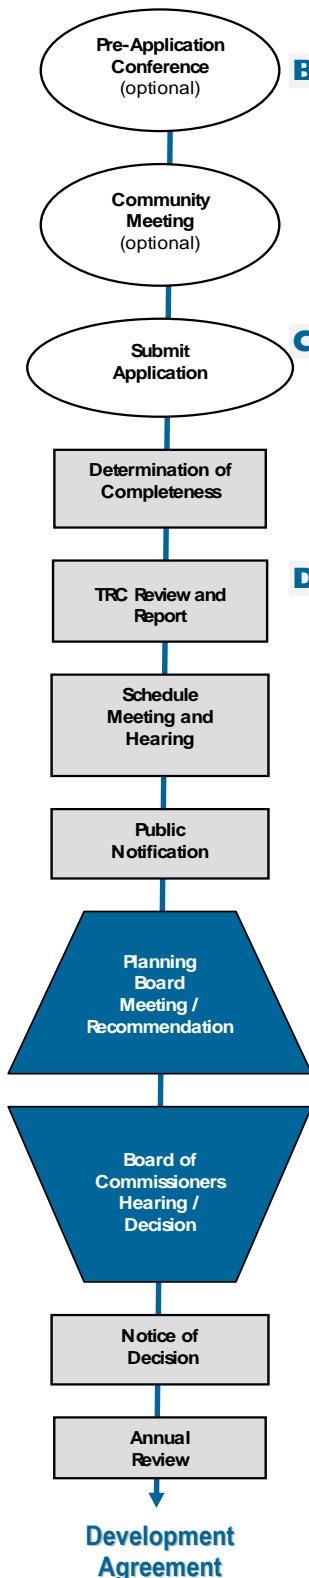 Pre-Application
Conference
(optional)
B
Community
Meeting
(optional)
Submit
Application
C
Determination of
Completeness
TRC Review and
Report
D
Schedule
Meeting and
Hearing
Public
Notification
Planning
Board
Meeting /
Recommendation
Board of
Commissioners
Hearing /
Decision
Notice of
Decision
Annual
Review
Development
Agreement